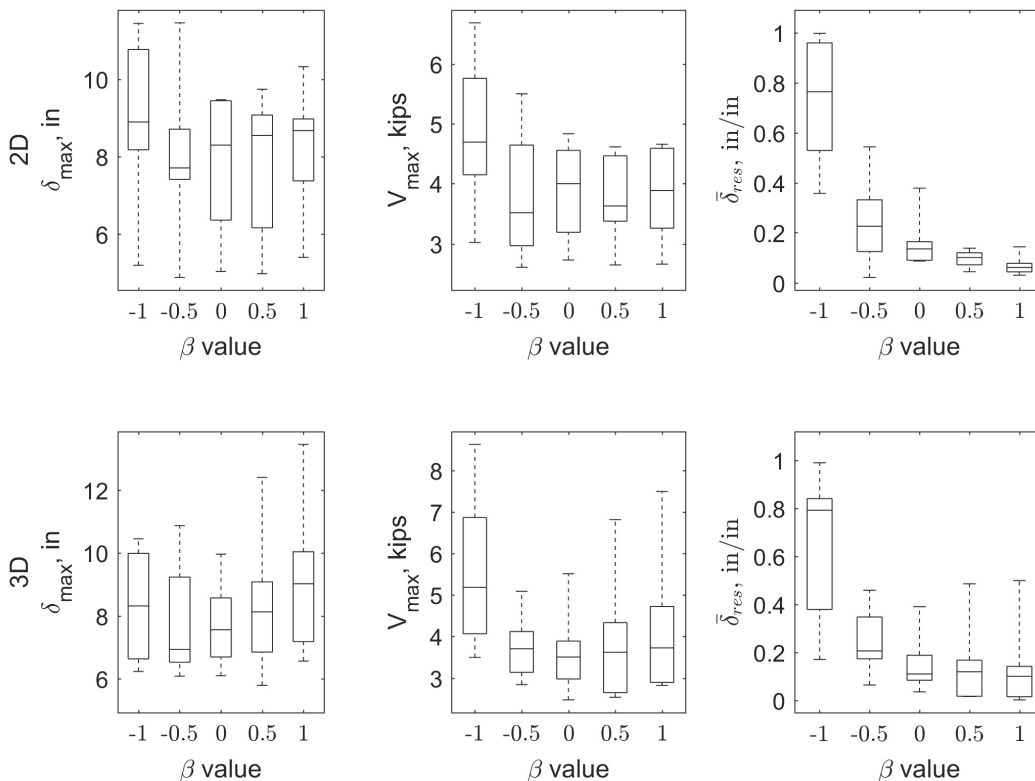 2D
δmax, in
10
8
6
-1 -0.5 0 0.5 1
β value
Vmax, kips
6
5
4
3
-1 -0.5 0 0.5 1
β value
δ̄res, in/in
1
0.8
0.6
0.4
0.2
0
-1 -0.5 0 0.5 1
β value
3D
δmax, in
12
10
8
6
-1 -0.5 0 0.5 1
β value
Vmax, kips
8
7
6
5
4
3
-1 -0.5 0 0.5 1
β value
δ̄res, in/in
1
0.8
0.6
0.4
0.2
0
-1 -0.5 0 0.5 1
β value